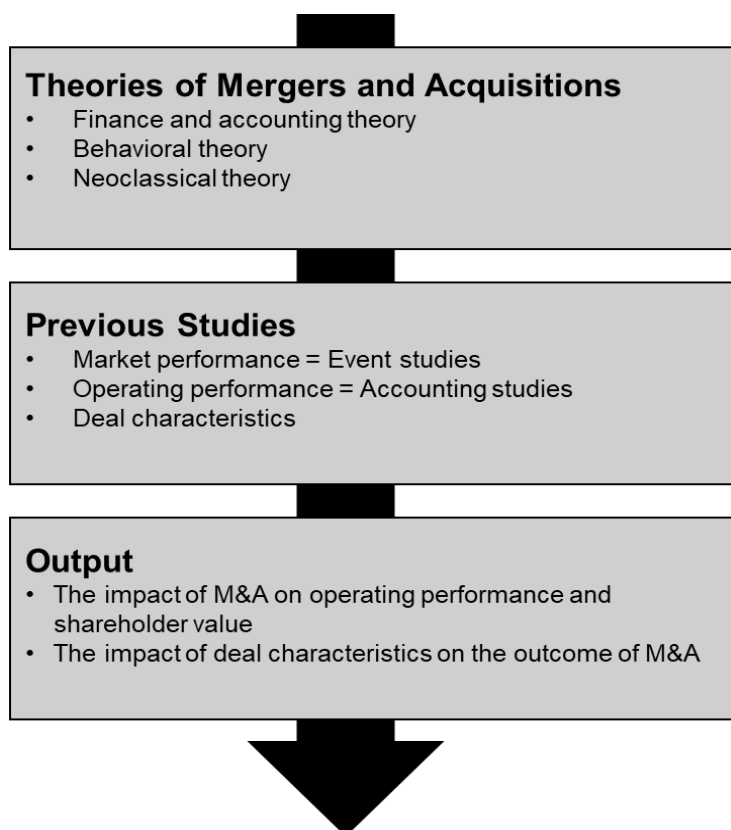 Theories of Mergers and Acquisitions
• Finance and accounting theory
• Behavioral theory
• Neoclassical theory
Previous Studies
• Market performance = Event studies
• Operating performance = Accounting studies
• Deal characteristics
Output
• The impact of M&A on operating performance and
shareholder value
• The impact of deal characteristics on the outcome of M&A